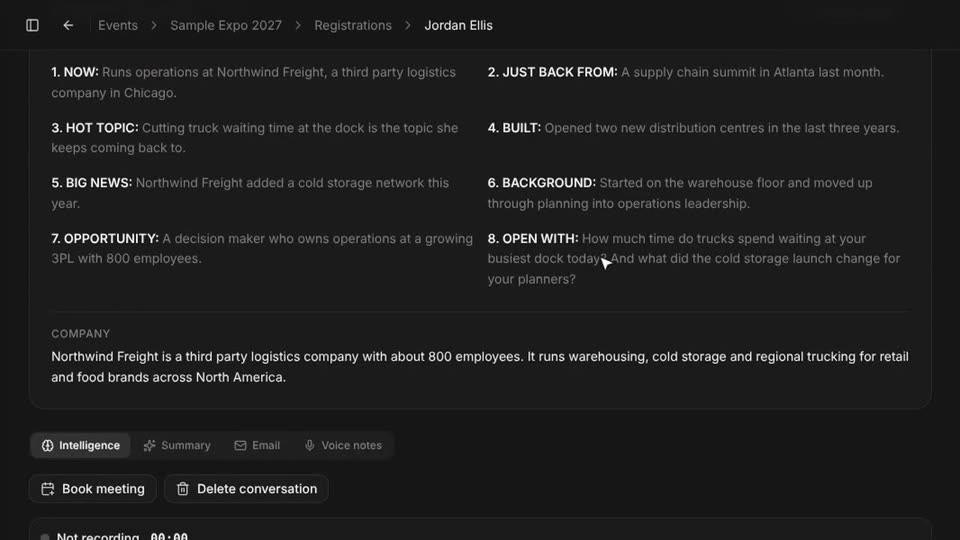 Events > Sample Expo 2027 > Registrations > Jordan Ellis
1. NOW: Runs operations at Northwind Freight, a third party logistics
company in Chicago.
2. JUST BACK FROM: A supply chain summit in Atlanta last month.
3. HOT TOPIC: Cutting truck waiting time at the dock is the topic she
keeps coming back to.
4. BUILT: Opened two new distribution centres in the last three years.
5. BIG NEWS: Northwind Freight added a cold storage network this
year.
6. BACKGROUND: Started on the warehouse floor and moved up
through planning into operations leadership.
7. OPPORTUNITY: A decision maker who owns operations at a growing
3PL with 800 employees.
8. OPEN WITH: How much time do trucks spend waiting at your
busiest dock today? And what did the cold storage launch change for
your planners?
COMPANY
Northwind Freight is a third party logistics company with about 800 employees. It runs warehousing, cold storage and regional trucking for retail
and food brands across North America.
Intelligence Summary Email Voice notes
Book meeting Delete conversation
Not recording 00:00